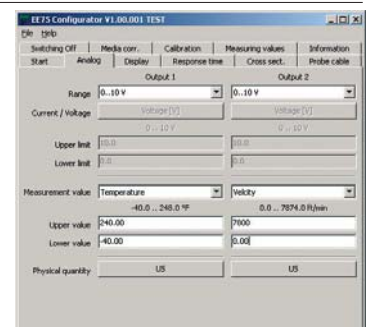 EE75 Configurator V1.00.001 TEST
File Help
Switching Off Media corr. Calibration Measuring values Information
Start Analog Display Response time Cross sect. Probe cable
Output 1 Output 2
Range 0..10 V 0..10 V
Current / Voltage Voltage [V] Voltage [V]
0 .. 10 V 0 .. 10 V
Upper limit 10.0 10.0
Lower limit 0.0 0.0
Measurement value Temperature Velcity
-40.0 .. 248.0 °F 0.0 .. 7874.0 ft/min
Upper value 240.00 7800
Lower value -40.00 0.00
Physical quantity US US